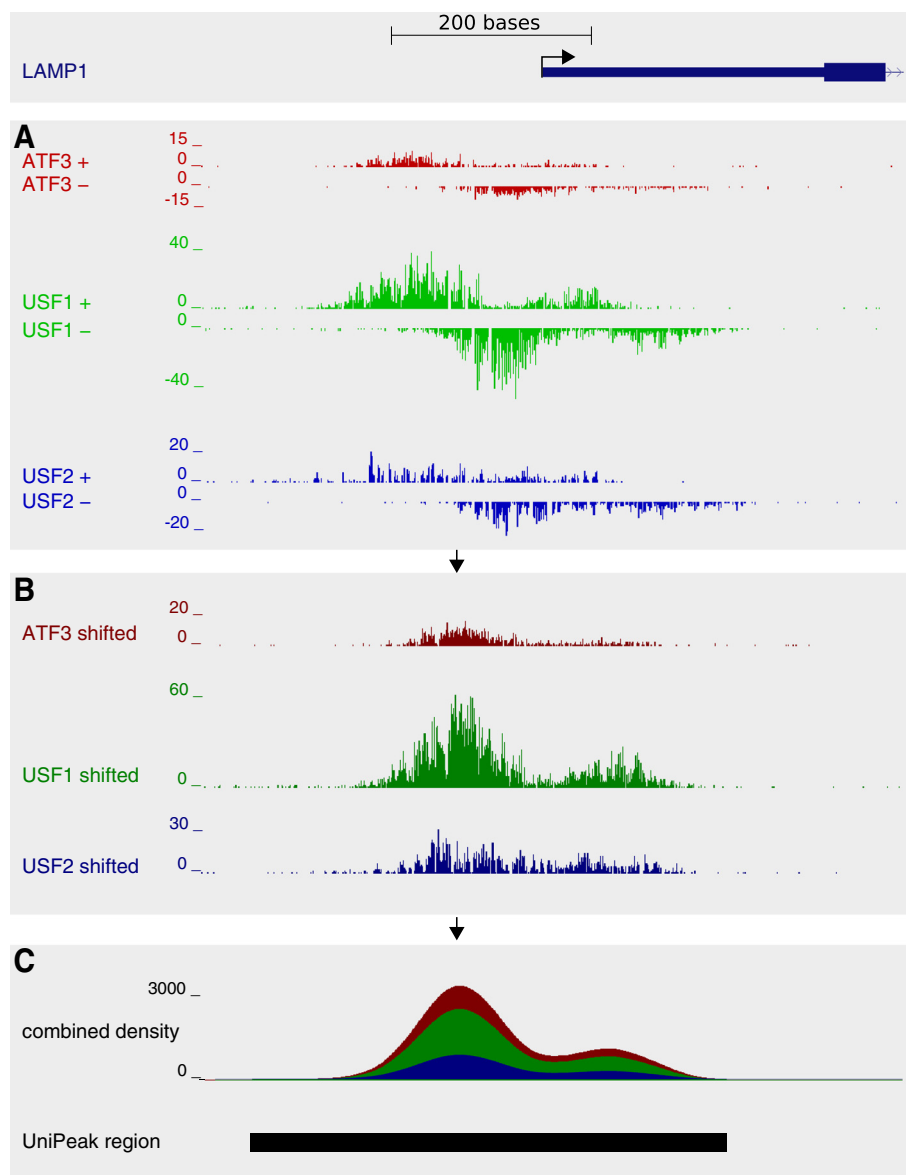 200 bases
LAMP1
A
15 _
ATF3 +
0 _
ATF3 –
0 _
-15 _
40 _
USF1 +
0 _
USF1 –
0 _
-40 _
20 _
USF2 +
0 _
USF2 –
0 _
-20 _
B
20 _
ATF3 shifted
0 _
60 _
USF1 shifted
0 _
30 _
USF2 shifted
0 _
C
3000 _
combined density
0 _
UniPeak region